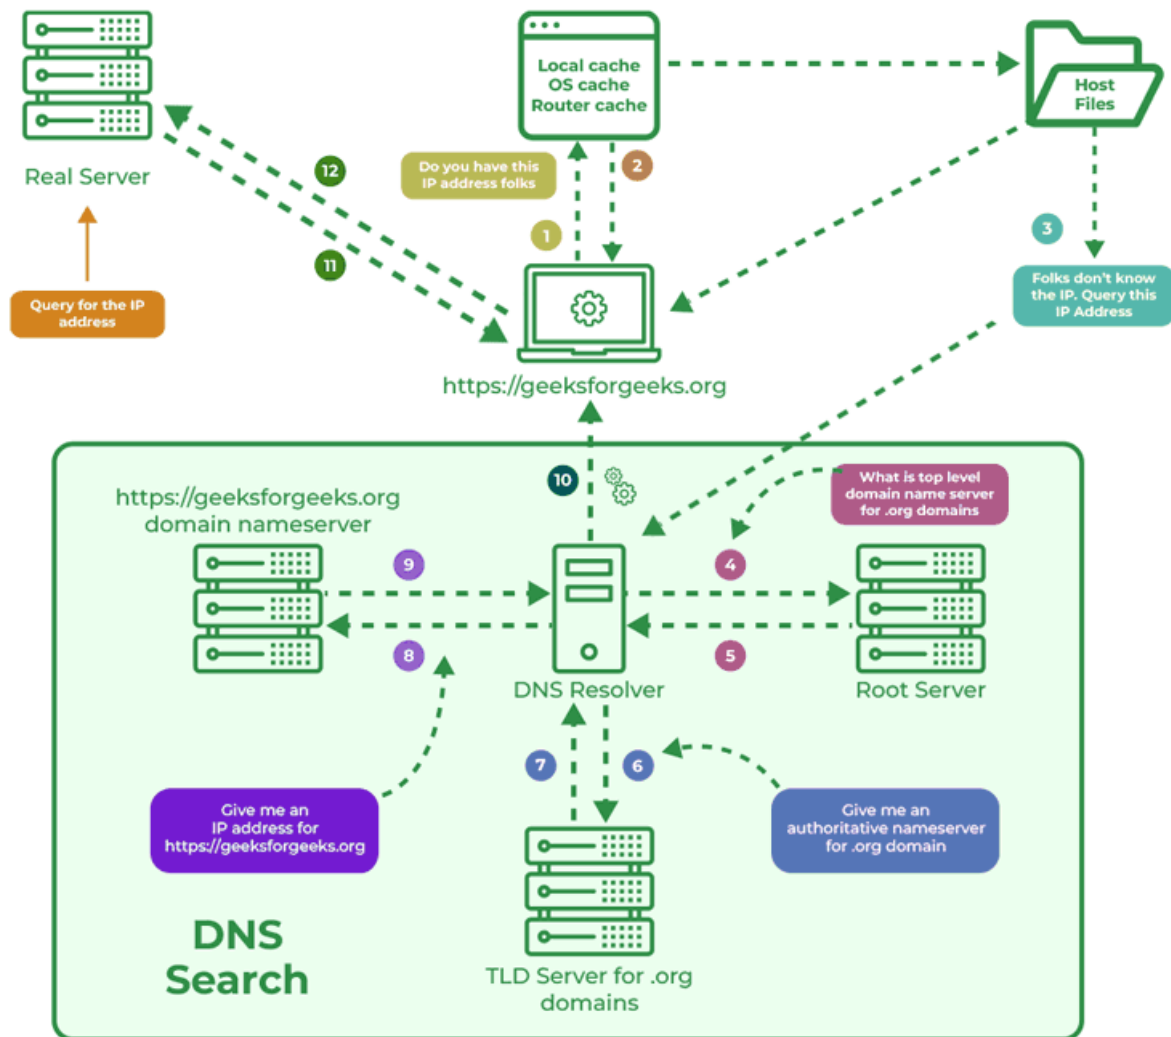 Local cache
OS cache
Router cache
Host
Files
Real Server
Do you have this
IP address folks
2
12
1
3
11
Query for the IP
address
Folks don't know
the IP. Query this
IP Address
https://geeksforgeeks.org
https://geeksforgeeks.org
domain nameserver
10
What is top level
domain name server
for .org domains
9
4
8
5
DNS Resolver
Root Server
7
6
Give me an
IP address for
https://geeksforgeeks.org
Give me an
authoritative nameserver
for .org domain
DNS
Search
TLD Server for .org
domains